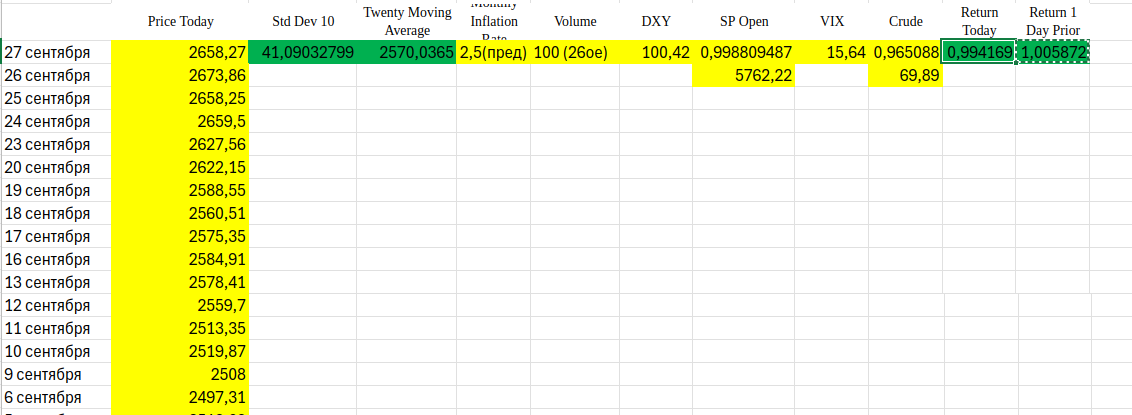 Price Today Std Dev 10 Twenty Moving Average Monthly Inflation Rate Volume DXY SP Open VIX Crude Return Today Return 1 Day Prior
27 сентября 2658,27 41,09032799 2570,0365 2,5(пред) 100 (26ое) 100,42 0,998809487 15,64 0,965088 0,994169 1,005872
26 сентября 2673,86 5762,22 69,89
25 сентября 2658,25
24 сентября 2659,5
23 сентября 2627,56
20 сентября 2622,15
19 сентября 2588,55
18 сентября 2560,51
17 сентября 2575,35
16 сентября 2584,91
13 сентября 2578,41
12 сентября 2559,7
11 сентября 2513,35
10 сентября 2519,87
9 сентября 2508
6 сентября 2497,31